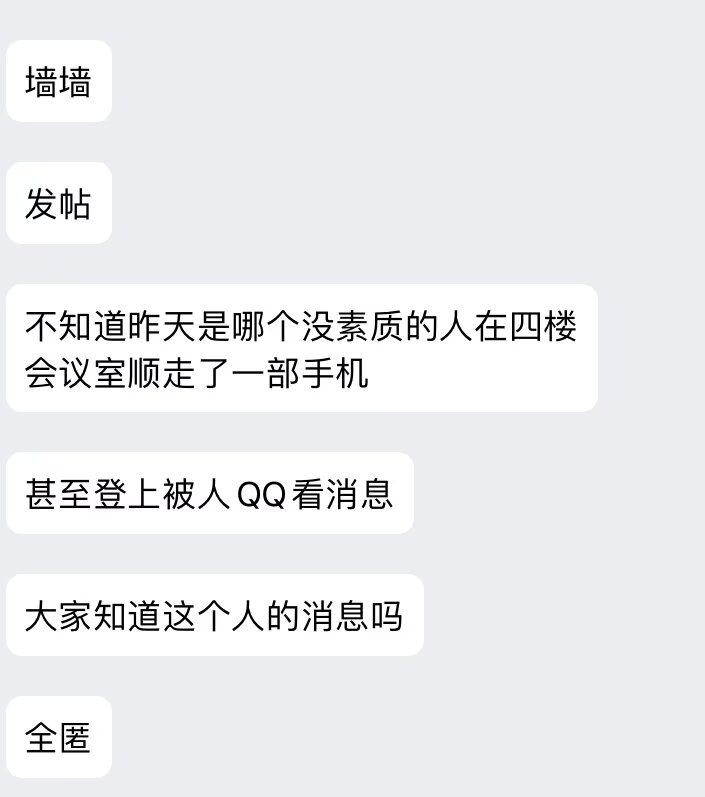 墙墙
发帖
不知道昨天是哪个没素质的人在四楼
会议室顺走了一部手机
甚至登上被人QQ看消息
大家知道这个人的消息吗
全匿